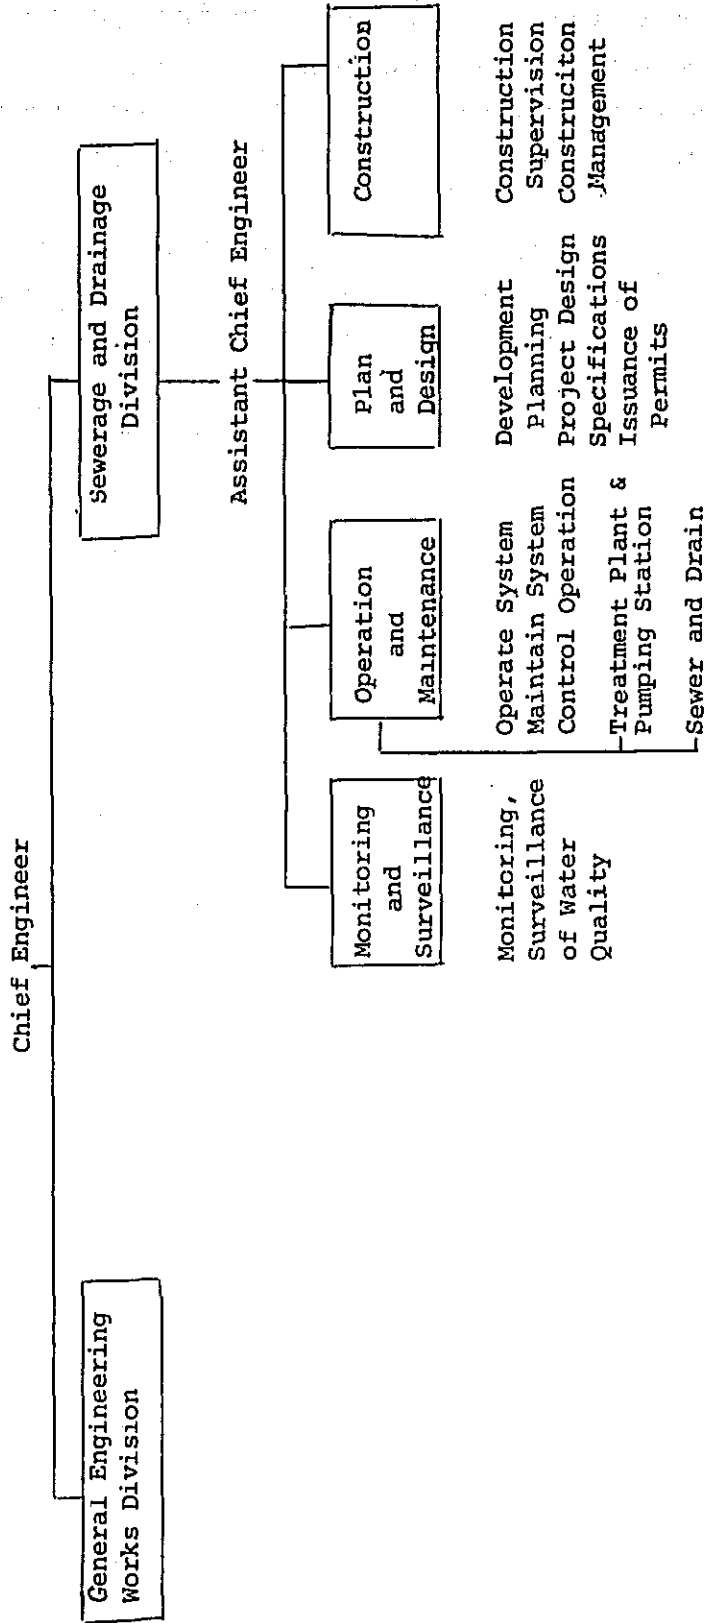 Chief Engineer
General Engineering
Works Division
Sewerage and Drainage
Division
Assistant Chief Engineer
Monitoring
and
Surveillance
Operation
and
Maintenance
Plan
and
Design
Construction
Monitoring,
Surveillance
of Water
Quality
Operate System
Maintain System
Control Operation
Treatment Plant &
Pumping Station
Sewer and Drain
Development
Planning
Project Design
Specifications
Issuance of
Permits
Construction
Supervision
Construciton
Management